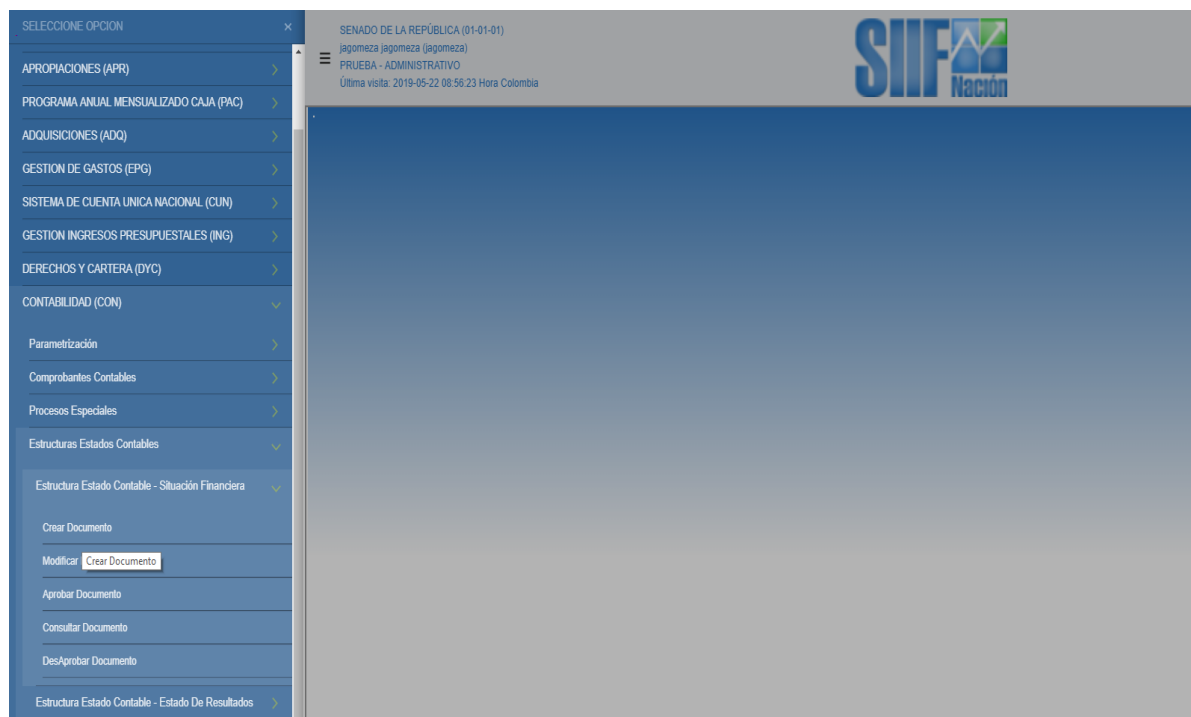 SELECCIONE OPCION ×
APROPIACIONES (APR)
PROGRAMA ANUAL MENSUALIZADO CAJA (PAC)
ADQUISICIONES (ADQ)
GESTION DE GASTOS (EPG)
SISTEMA DE CUENTA UNICA NACIONAL (CUN)
GESTION INGRESOS PRESUPUESTALES (ING)
DERECHOS Y CARTERA (DYC)
CONTABILIDAD (CON)
Parametrización
Comprobantes Contables
Procesos Especiales
Estructuras Estados Contables
Estructura Estado Contable - Situación Financiera
Crear Documento
Modificar
Crear Documento
Aprobar Documento
Consultar Documento
DesAprobar Documento
Estructura Estado Contable - Estado De Resultados
SENADO DE LA REPÚBLICA (01-01-01)
jagomeza jagomeza (jagomeza)
PRUEBA - ADMINISTRATIVO
Última visita: 2019-05-22 08:56:23 Hora Colombia
SIIF
Nación